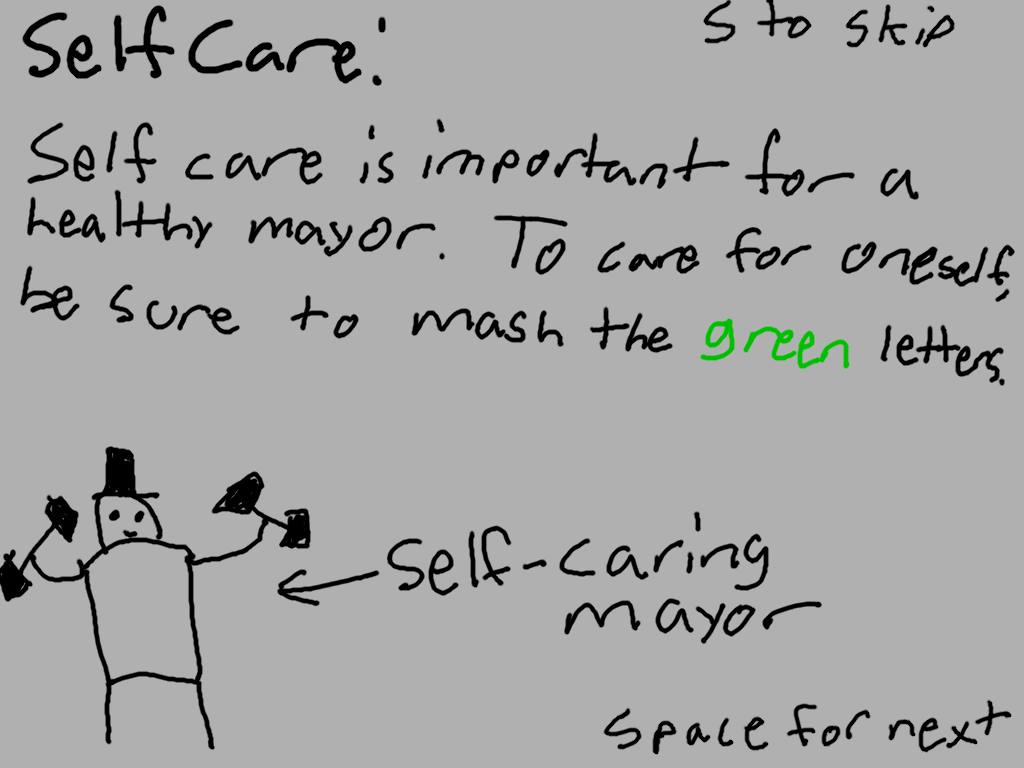 Self Care:
S to skip
Self care is important for a
healthy mayor. To care for oneself,
be sure to mash the green letters.
Self-caring
mayor
Space for next